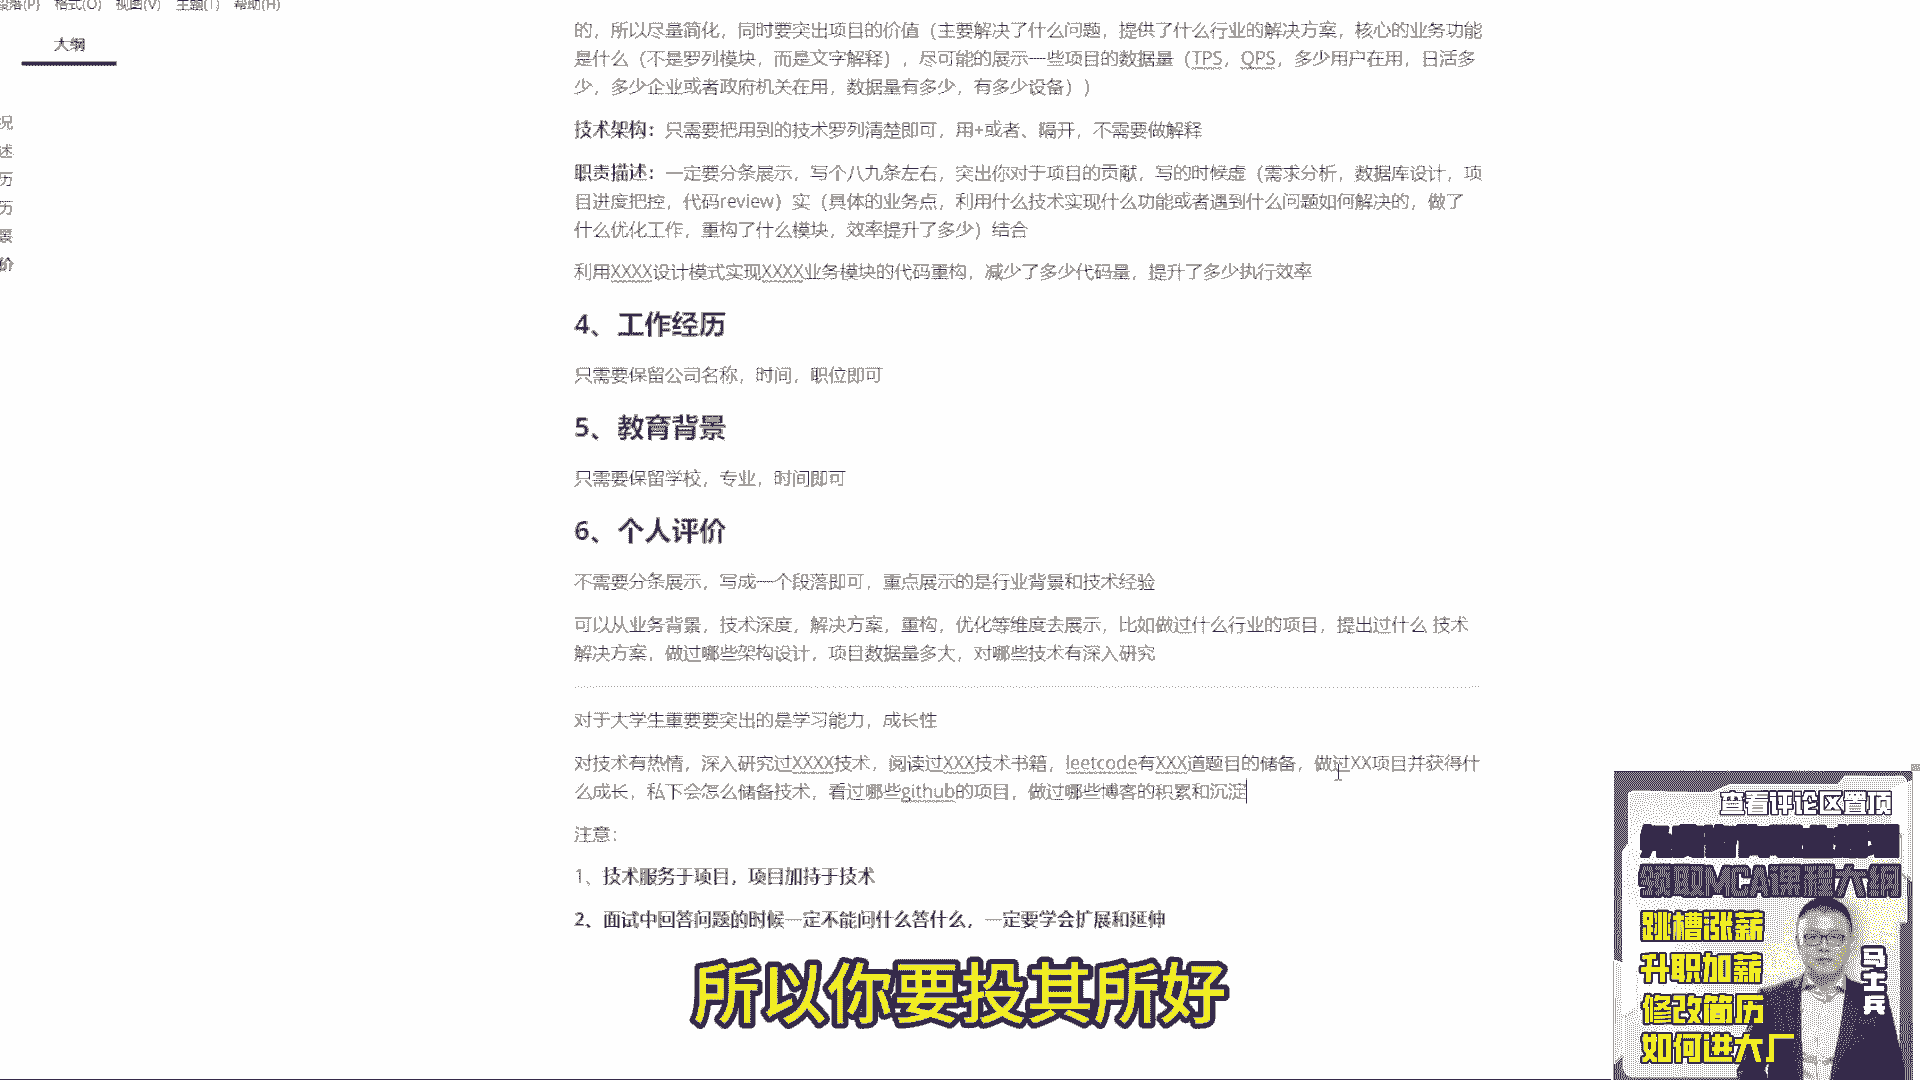 段落(P) 格式(O) 视图(V) 主题(T) 帮助(H)
大纲
况
述
历
历
景
价
的，所以尽量简化，同时要突出项目的价值（主要解决了什么问题，提供了什么行业的解决方案，核心的业务功能
是什么（不是罗列模块，而是文字解释），尽可能的展示一些项目的数据量（TPS，QPS，多少用户在用，日活多
少，多少企业或者政府机关在用，数据量有多少，有多少设备））
技术架构：只需要把用到的技术罗列清楚即可，用+或者、隔开，不需要做解释
职责描述：一定要分条展示，写个八九条左右，突出你对于项目的贡献，写的时候虚（需求分析，数据库设计，项
目进度把控，代码review）实（具体的业务点，利用什么技术实现什么功能或者遇到什么问题如何解决的，做了
什么优化工作，重构了什么模块，效率提升了多少）结合
利用XXXX设计模式实现XXXX业务模块的代码重构，减少了多少代码量，提升了多少执行效率
4、工作经历
只需要保留公司名称，时间，职位即可
5、教育背景
只需要保留学校，专业，时间即可
6、个人评价
不需要分条展示，写成一个段落即可，重点展示的是行业背景和技术经验
可以从业务背景，技术深度，解决方案，重构，优化等维度去展示，比如做过什么行业的项目，提出过什么 技术
解决方案，做过哪些架构设计，项目数据量多大，对哪些技术有深入研究
对于大学生重要要突出的是学习能力，成长性
对技术有热情，深入研究过XXXX技术，阅读过XXX技术书籍，leetcode有XXX道题目的储备，做过XX项目并获得什
么成长，私下会怎么储备技术，看过哪些github的项目，做过哪些博客的积累和沉淀
注意：
1、技术服务于项目，项目加持于技术
2、面试中回答问题的时候一定不能问什么答什么，一定要学会扩展和延伸
所以你要投其所好
查看评论区置顶
领取MCA课程大纲
跳槽涨薪
升职加薪
修改简历
如何进大厂
马士兵